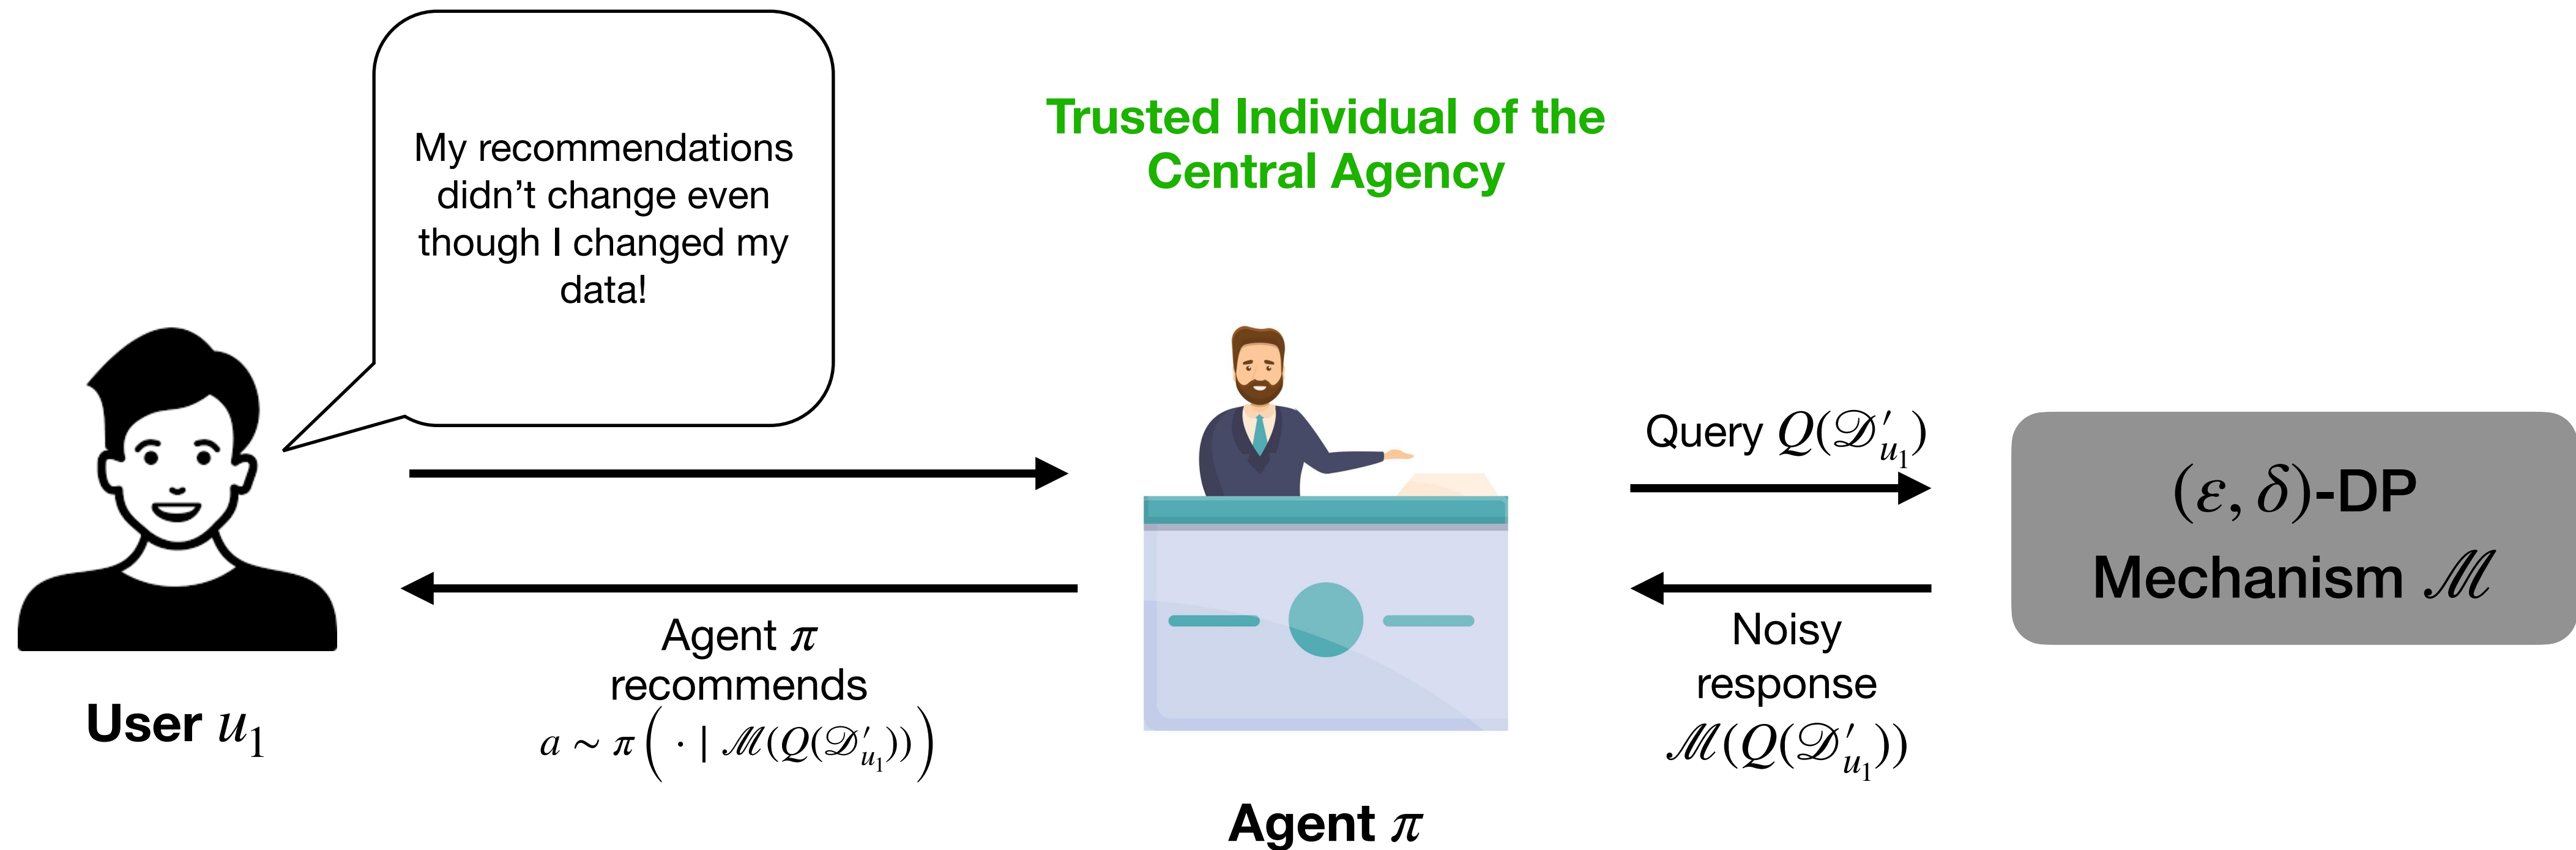 My recommendations
didn't change even
though I changed my
data!
Trusted Individual of the
Central Agency
Query Q(𝒟′u₁)
(ε, δ)-DP
Mechanism ℳ
Noisy
response
ℳ(Q(𝒟′u₁))
Agent π
recommends
a ~ π( · | ℳ(Q(𝒟′u₁)))
User u₁
Agent π